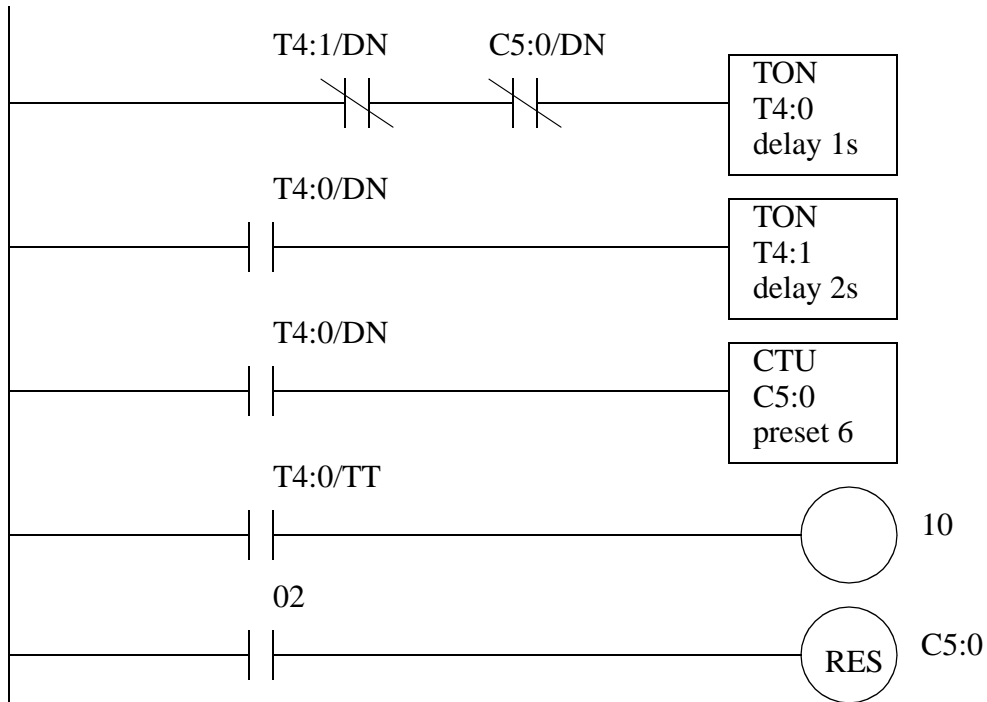 T4:1/DN
C5:0/DN
TON
T4:0
delay 1s
T4:0/DN
TON
T4:1
delay 2s
T4:0/DN
CTU
C5:0
preset 6
T4:0/TT
10
02
RES
C5:0